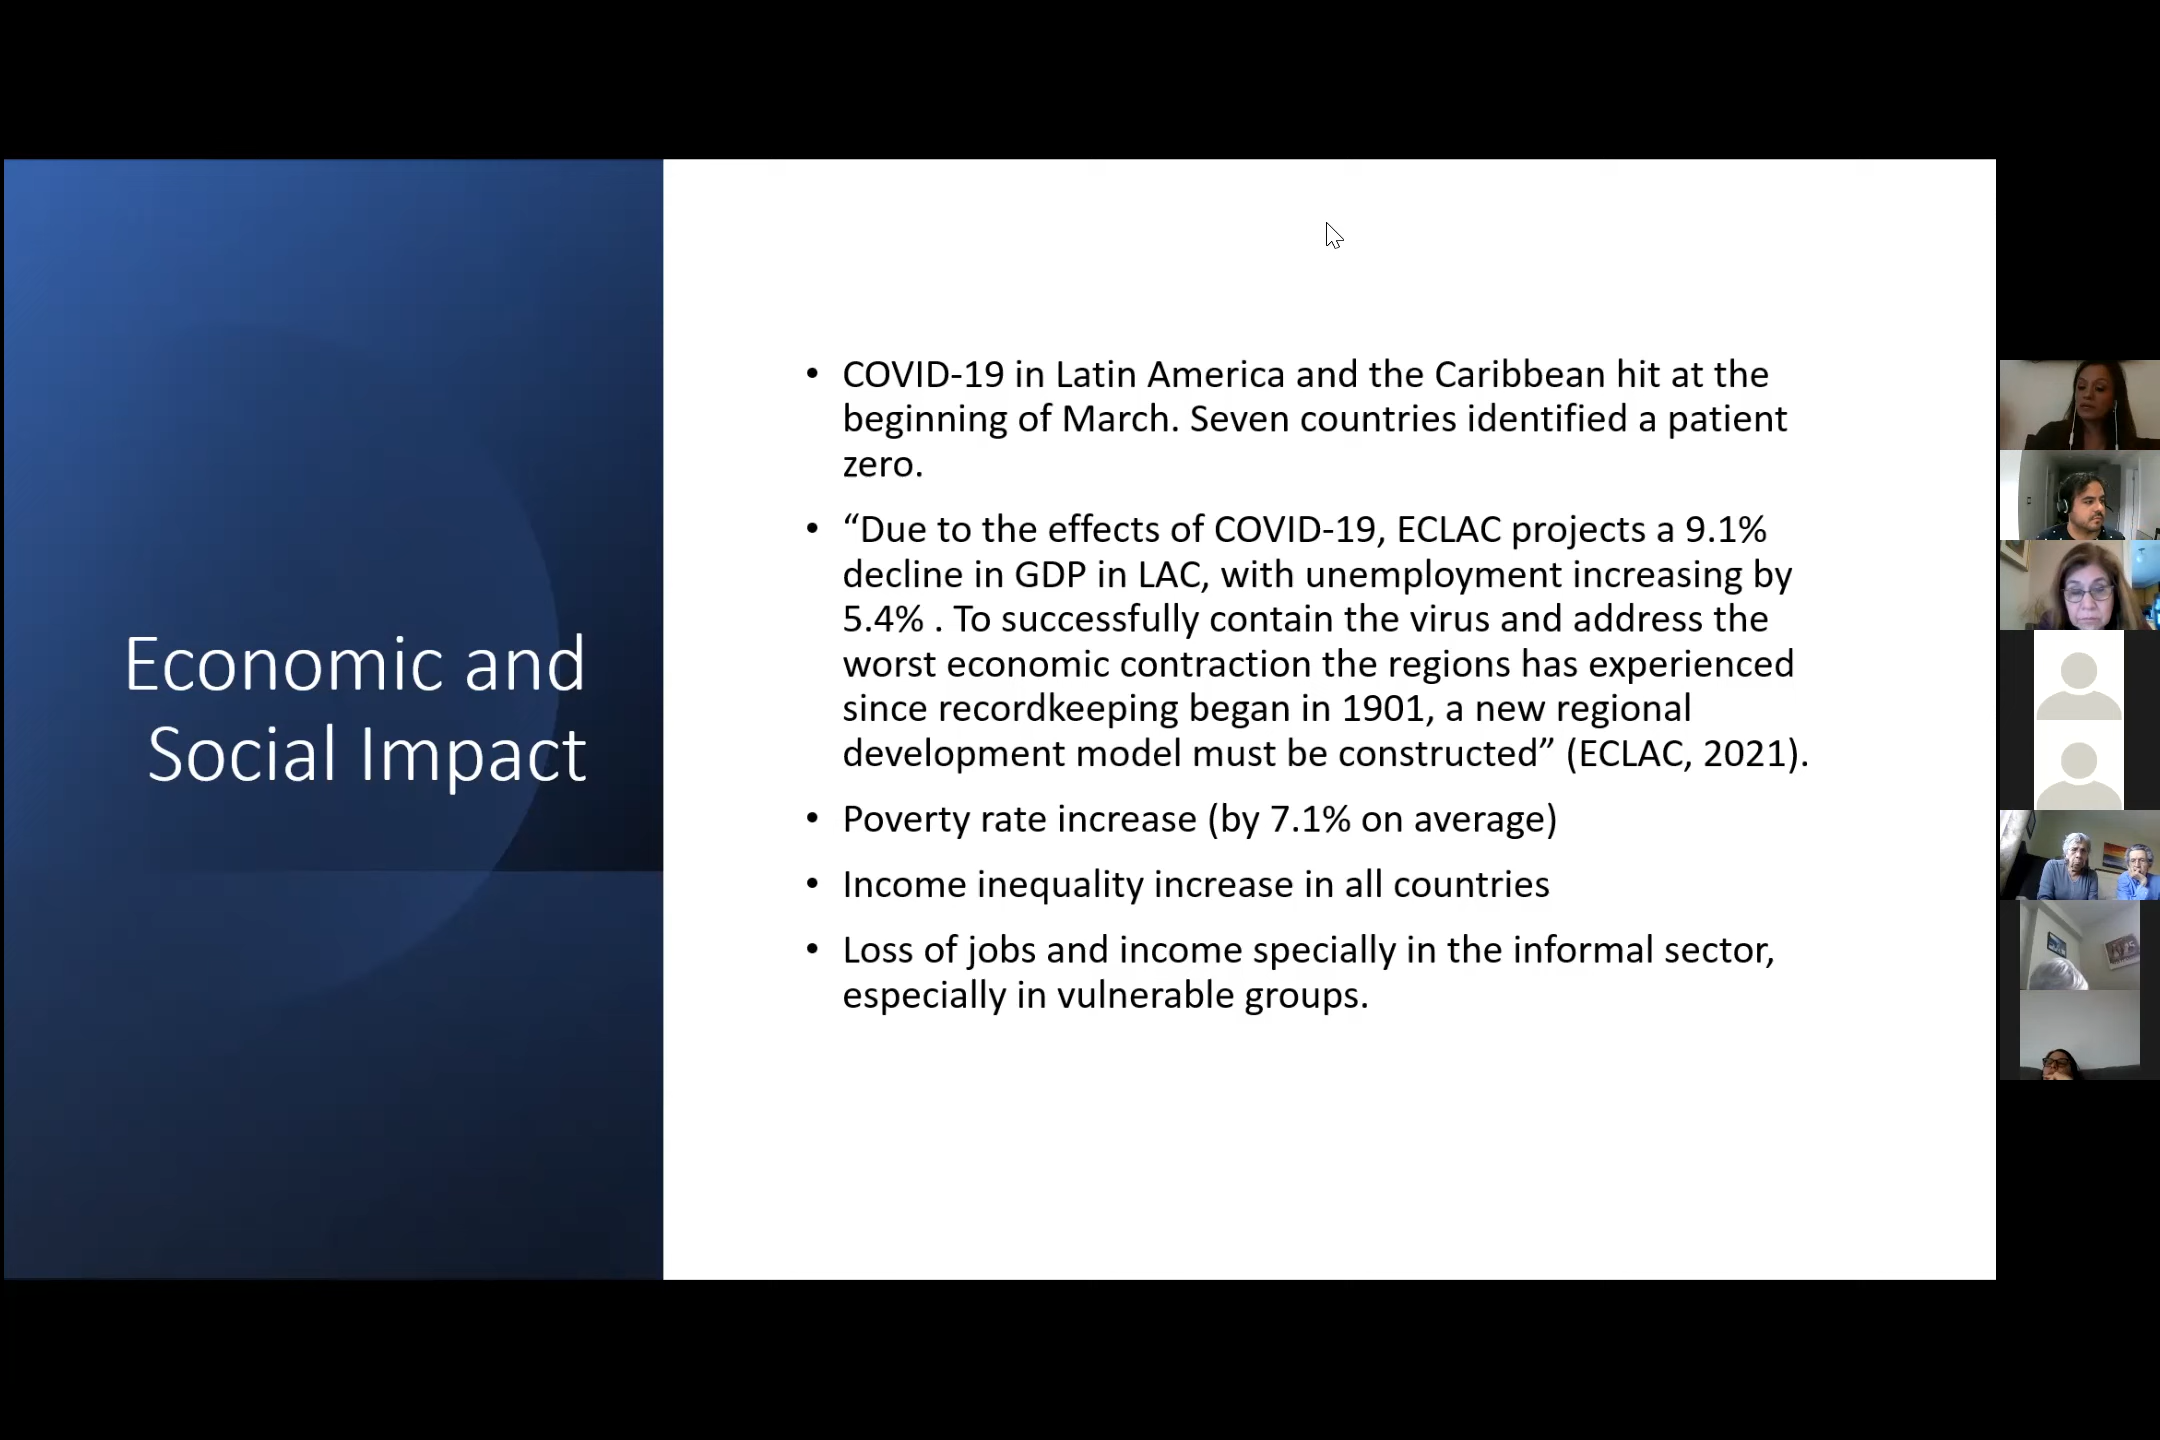 Economic and
Social Impact
• COVID-19 in Latin America and the Caribbean hit at the
beginning of March. Seven countries identified a patient
zero.
• “Due to the effects of COVID-19, ECLAC projects a 9.1%
decline in GDP in LAC, with unemployment increasing by
5.4% . To successfully contain the virus and address the
worst economic contraction the regions has experienced
since recordkeeping began in 1901, a new regional
development model must be constructed” (ECLAC, 2021).
• Poverty rate increase (by 7.1% on average)
• Income inequality increase in all countries
• Loss of jobs and income specially in the informal sector,
especially in vulnerable groups.